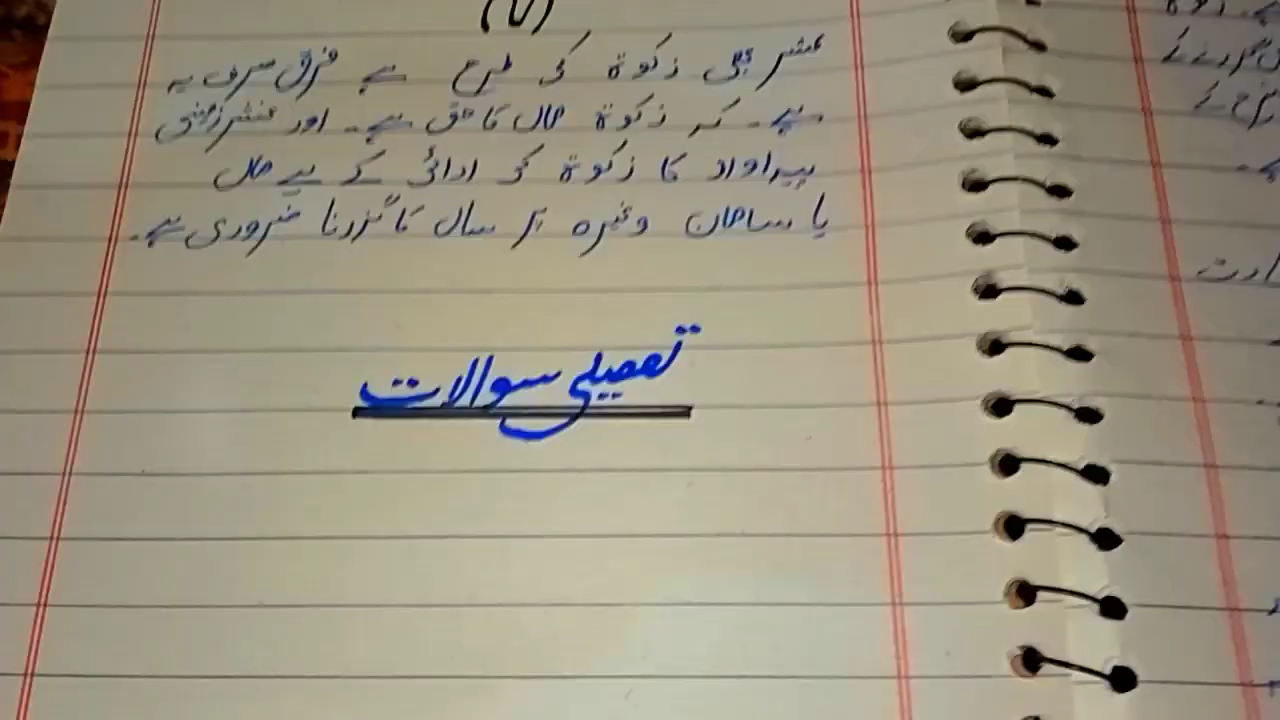 (7)
عشر بھی زکوٰۃ کی طرح ہے فرق صرف یہ
ہے۔ کہ زکوٰۃ مال کا حق ہے۔ اور عشر زمینی
پیداوار کا زکوٰۃ کی ادائی کے لیے مال
یا سامان وغیرہ پر سال کا گزرنا ضروری ہے۔
تفصیلی سوالات